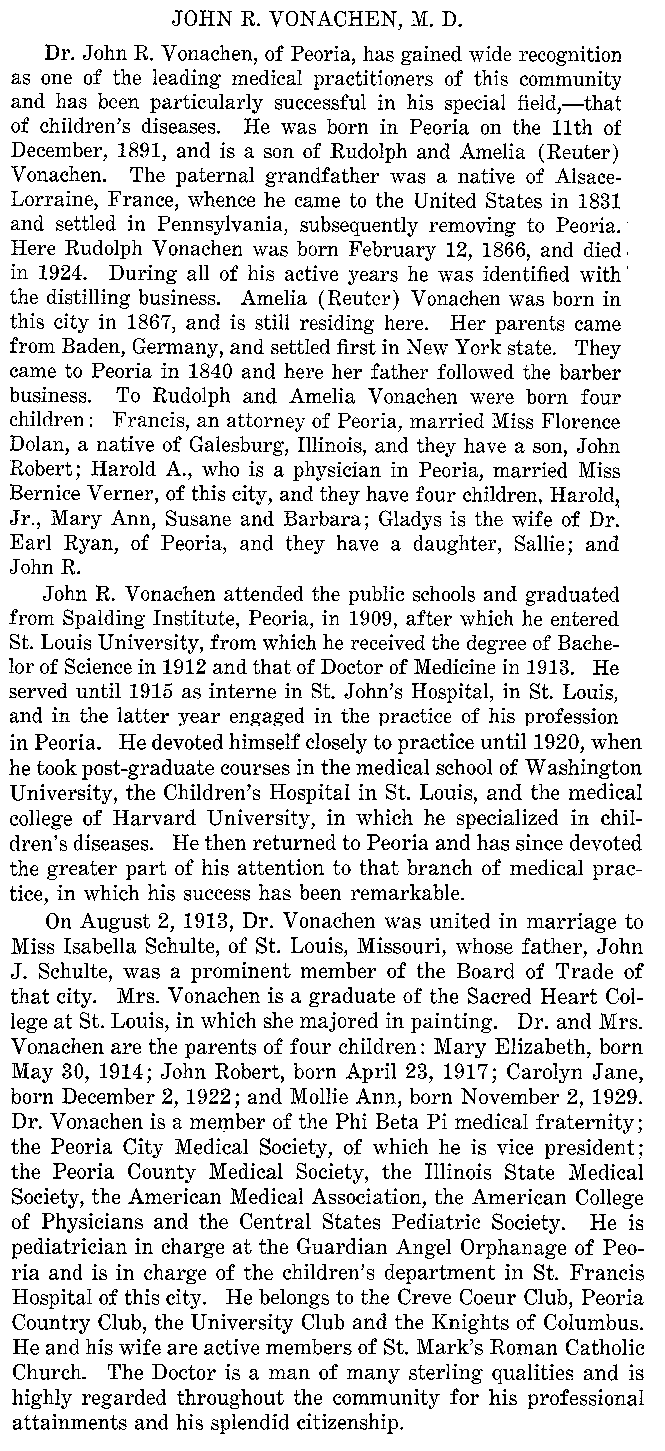 JOHN R. VONACHEN, M. D.
Dr. John R. Vonachen, of Peoria, has gained wide recognition
as one of the leading medical practitioners of this community
and has been particularly successful in his special field,—that
of children's diseases. He was born in Peoria on the 11th of
December, 1891, and is a son of Rudolph and Amelia (Reuter)
Vonachen. The paternal grandfather was a native of Alsace-
Lorraine, France, whence he came to the United States in 1831
and settled in Pennsylvania, subsequently removing to Peoria.
Here Rudolph Vonachen was born February 12, 1866, and died
in 1924. During all of his active years he was identified with
the distilling business. Amelia (Reuter) Vonachen was born in
this city in 1867, and is still residing here. Her parents came
from Baden, Germany, and settled first in New York state. They
came to Peoria in 1840 and here her father followed the barber
business. To Rudolph and Amelia Vonachen were born four
children: Francis, an attorney of Peoria, married Miss Florence
Dolan, a native of Galesburg, Illinois, and they have a son, John
Robert; Harold A., who is a physician in Peoria, married Miss
Bernice Verner, of this city, and they have four children, Harold,
Jr., Mary Ann, Susane and Barbara; Gladys is the wife of Dr.
Earl Ryan, of Peoria, and they have a daughter, Sallie; and
John R.
John R. Vonachen attended the public schools and graduated
from Spalding Institute, Peoria, in 1909, after which he entered
St. Louis University, from which he received the degree of Bache-
lor of Science in 1912 and that of Doctor of Medicine in 1913. He
served until 1915 as interne in St. John's Hospital, in St. Louis,
and in the latter year engaged in the practice of his profession
in Peoria. He devoted himself closely to practice until 1920, when
he took post-graduate courses in the medical school of Washington
University, the Children's Hospital in St. Louis, and the medical
college of Harvard University, in which he specialized in chil-
dren's diseases. He then returned to Peoria and has since devoted
the greater part of his attention to that branch of medical prac-
tice, in which his success has been remarkable.
On August 2, 1913, Dr. Vonachen was united in marriage to
Miss Isabella Schulte, of St. Louis, Missouri, whose father, John
J. Schulte, was a prominent member of the Board of Trade of
that city. Mrs. Vonachen is a graduate of the Sacred Heart Col-
lege at St. Louis, in which she majored in painting. Dr. and Mrs.
Vonachen are the parents of four children: Mary Elizabeth, born
May 30, 1914; John Robert, born April 23, 1917; Carolyn Jane,
born December 2, 1922; and Mollie Ann, born November 2, 1929.
Dr. Vonachen is a member of the Phi Beta Pi medical fraternity;
the Peoria City Medical Society, of which he is vice president;
the Peoria County Medical Society, the Illinois State Medical
Society, the American Medical Association, the American College
of Physicians and the Central States Pediatric Society. He is
pediatrician in charge at the Guardian Angel Orphanage of Peo-
ria and is in charge of the children's department in St. Francis
Hospital of this city. He belongs to the Creve Coeur Club, Peoria
Country Club, the University Club and the Knights of Columbus.
He and his wife are active members of St. Mark's Roman Catholic
Church. The Doctor is a man of many sterling qualities and is
highly regarded throughout the community for his professional
attainments and his splendid citizenship.